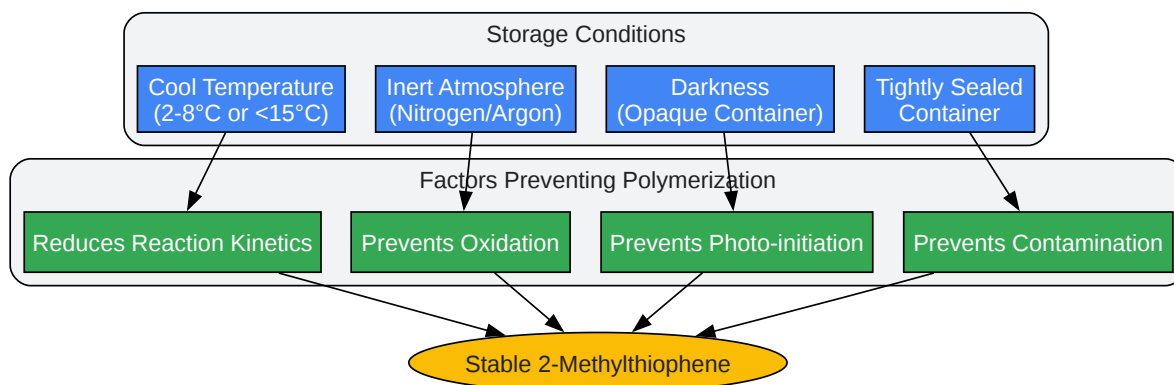 Storage Conditions
Cool Temperature
(2-8°C or <15°C)
Inert Atmosphere
(Nitrogen/Argon)
Darkness
(Opaque Container)
Tightly Sealed
Container
Factors Preventing Polymerization
Reduces Reaction Kinetics
Prevents Oxidation
Prevents Photo-initiation
Prevents Contamination
Stable 2-Methylthiophene